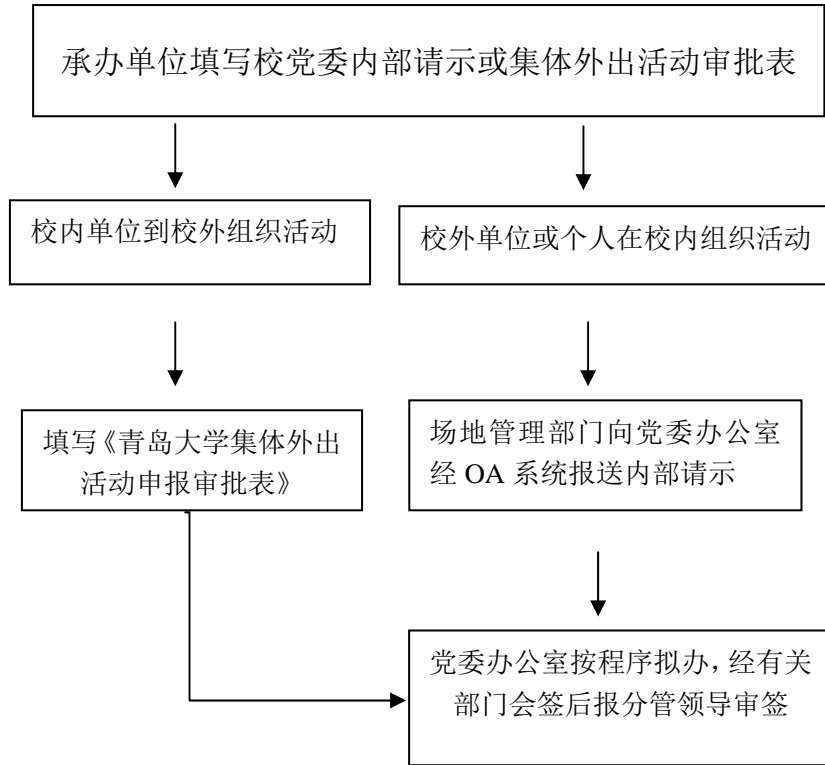 承办单位填写校党委内部请示或集体外出活动审批表
校内单位到校外组织活动
校外单位或个人在校内组织活动
填写《青岛大学集体外出
活动申报审批表》
场地管理部门向党委办公室
经 OA 系统报送内部请示
党委办公室按程序拟办，经有关
部门会签后报分管领导审签